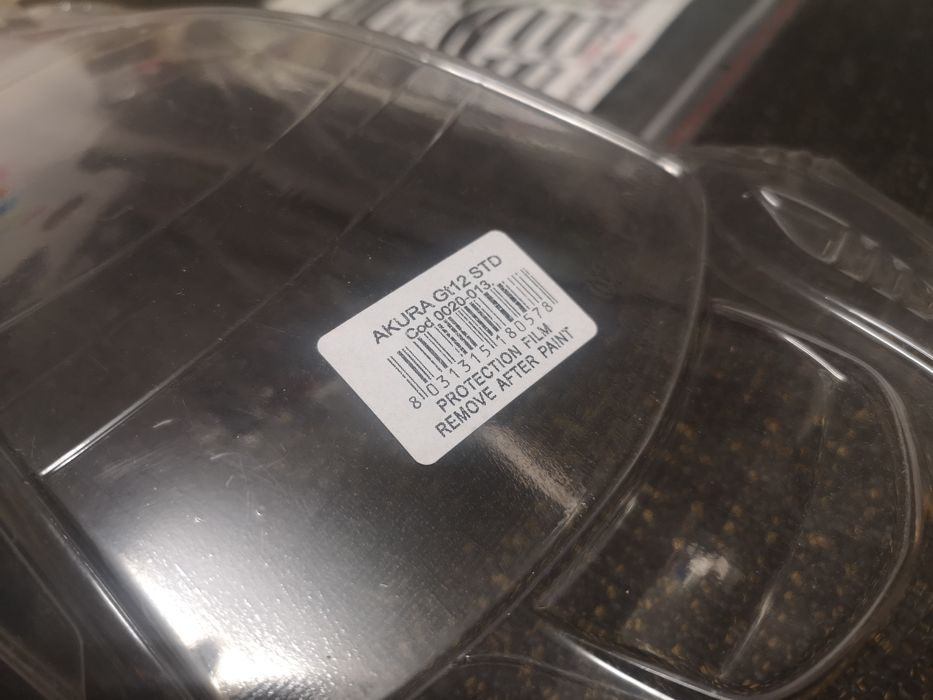 AKURA Gt12 STD
Cod 0020-013
8 031315 180578
PROTECTION FILM
REMOVE AFTER PAINT